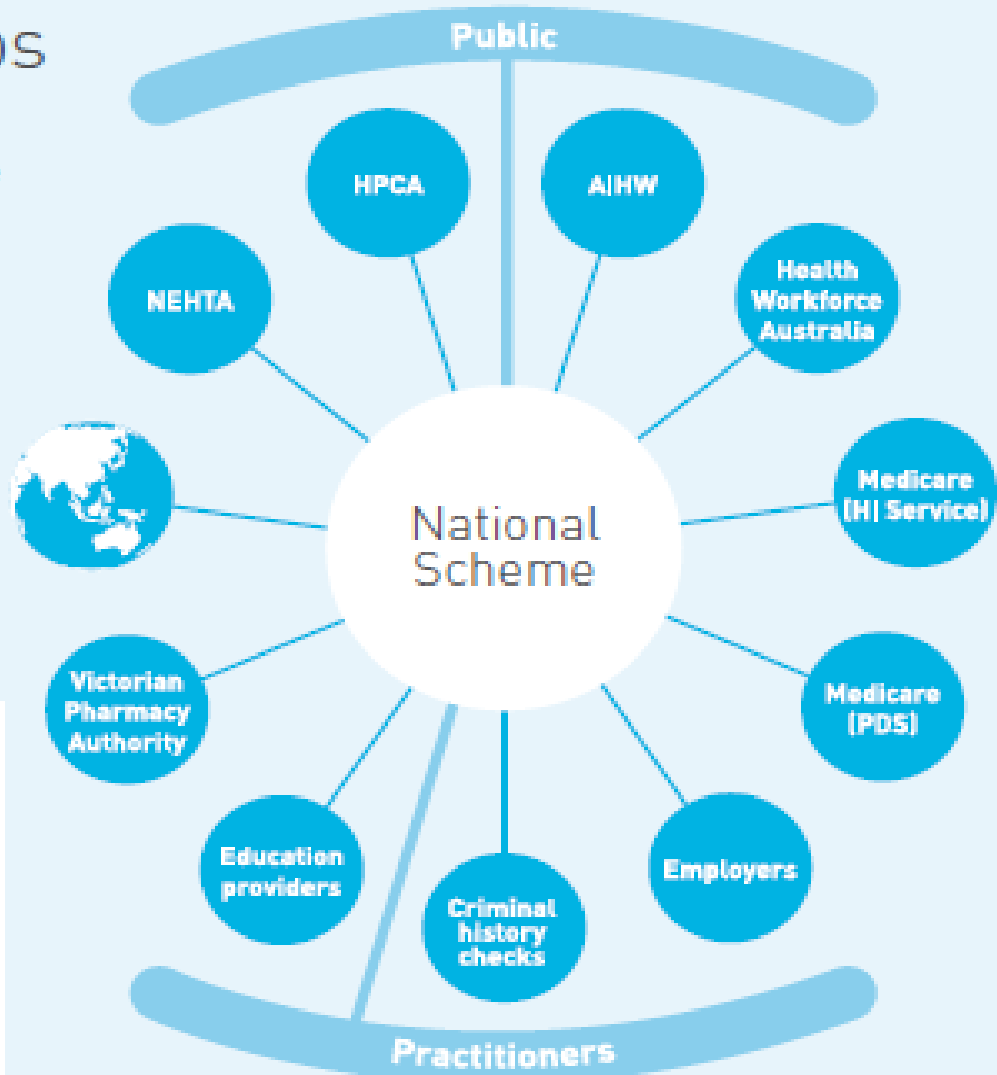 Public
HPCA
AIHW
NEHTA
Health
Workforce
Australia
Medicare
(HI Service)
National
Scheme
Victorian
Pharmacy
Authority
Medicare
(PDS)
Education
providers
Criminal
history
checks
Employers
Practitioners